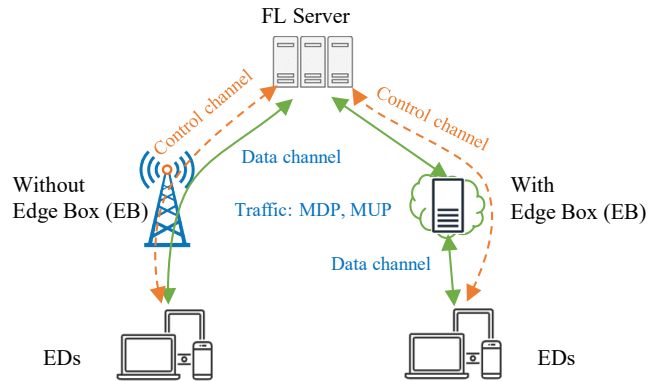 FL Server
Control channel
Control channel
Data channel
Without
Edge Box (EB)
Traffic: MDP, MUP
With
Edge Box (EB)
Data channel
EDs
EDs